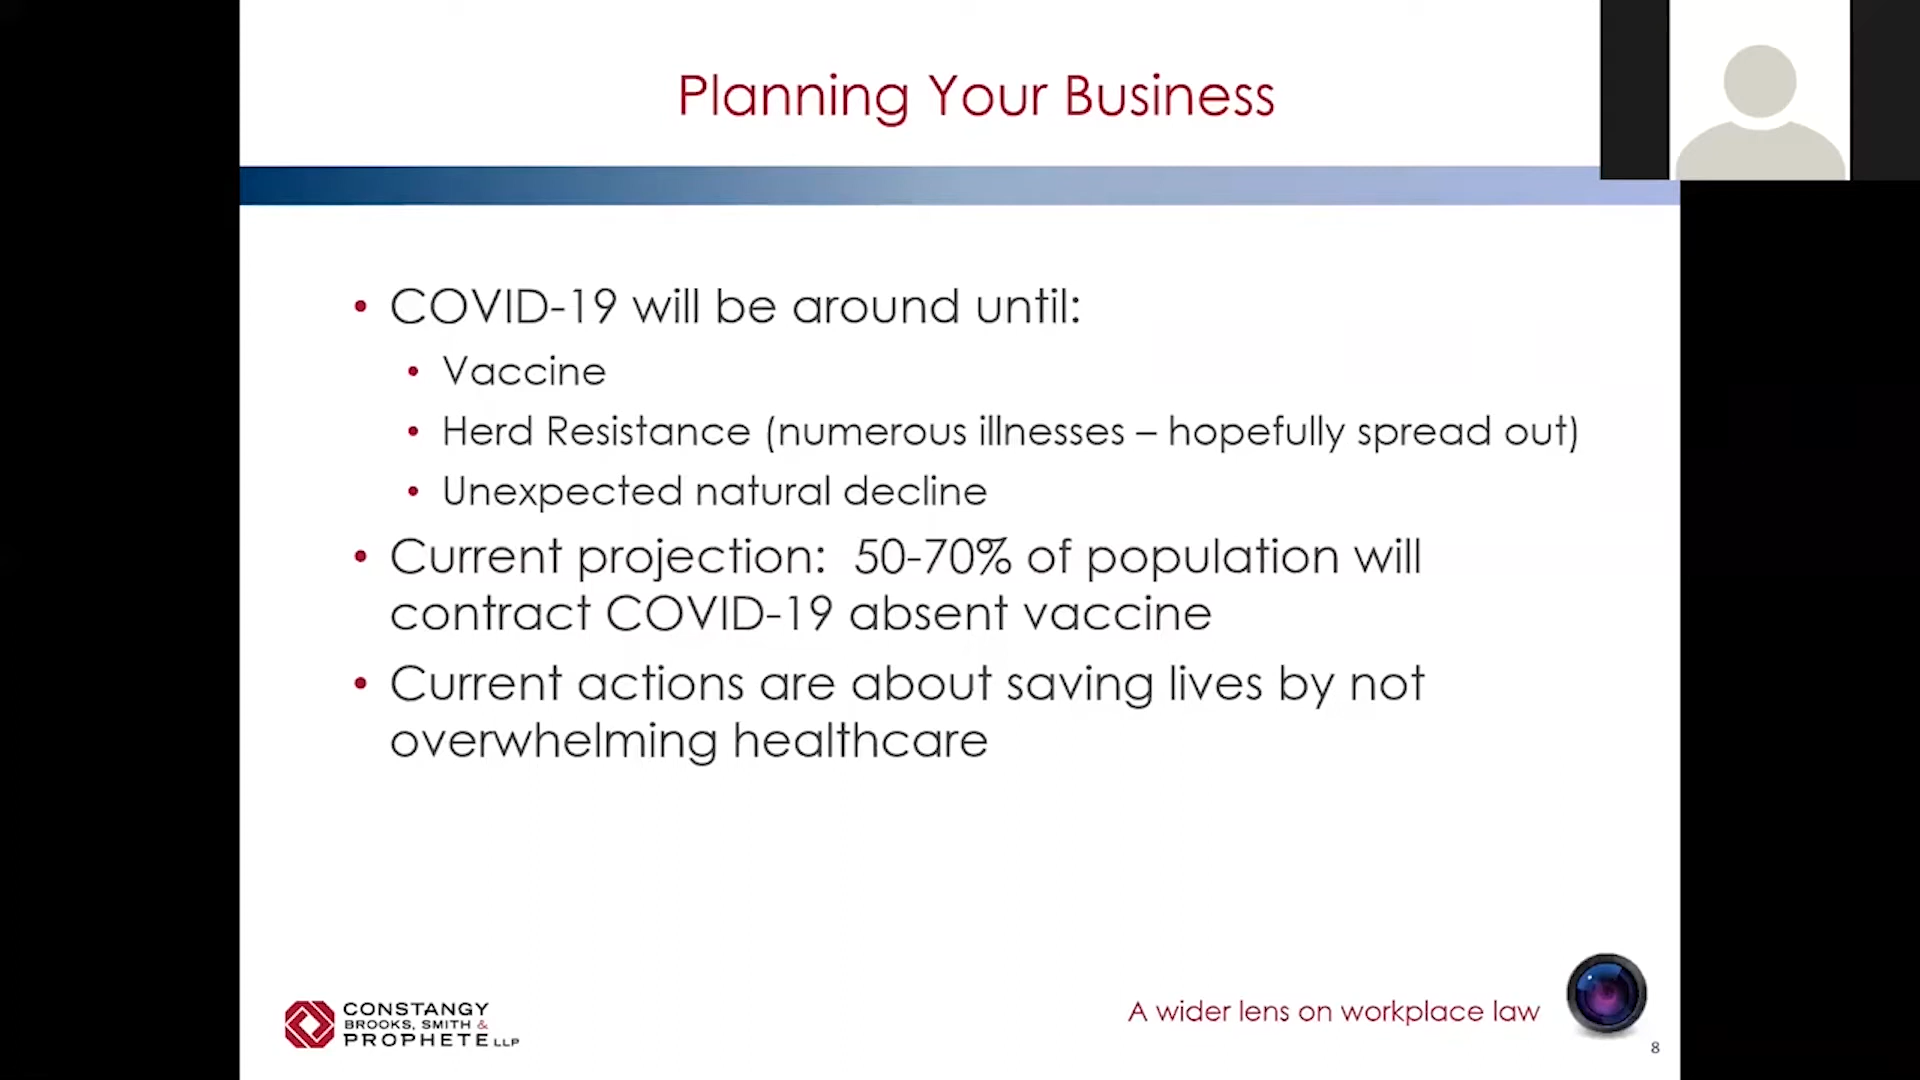 Planning Your Business
• COVID-19 will be around until:
• Vaccine
• Herd Resistance (numerous illnesses – hopefully spread out)
• Unexpected natural decline
• Current projection:  50-70% of population will
contract COVID-19 absent vaccine
• Current actions are about saving lives by not
overwhelming healthcare
CONSTANGY
BROOKS, SMITH &
PROPHETE LLP
A wider lens on workplace law
8